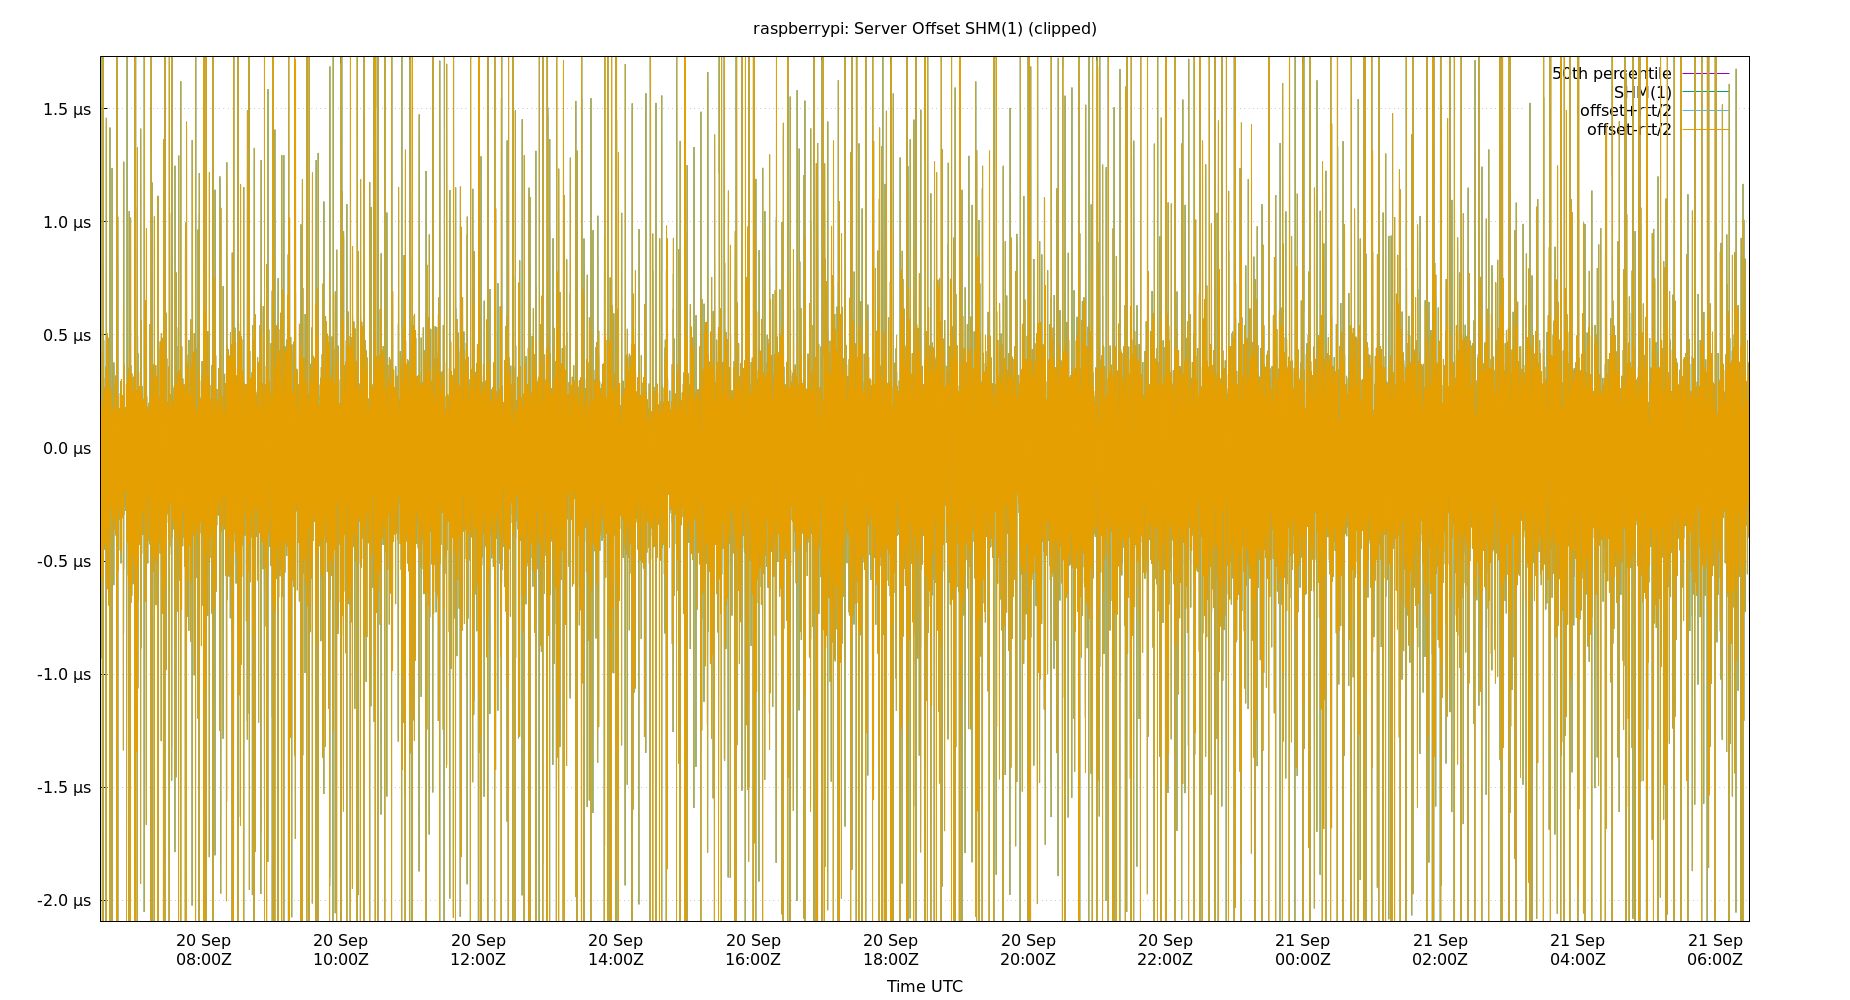 raspberrypi: Server Offset SHM(1) (clipped)
50th percentile
SHM(1)
offset+rtt/2
offset-rtt/2
1.5 µs
1.0 µs
0.5 µs
0.0 µs
-0.5 µs
-1.0 µs
-1.5 µs
-2.0 µs
20 Sep 20 Sep 20 Sep 20 Sep 20 Sep 20 Sep 20 Sep 20 Sep 21 Sep 21 Sep 21 Sep 21 Sep
08:00Z 10:00Z 12:00Z 14:00Z 16:00Z 18:00Z 20:00Z 22:00Z 00:00Z 02:00Z 04:00Z 06:00Z
Time UTC